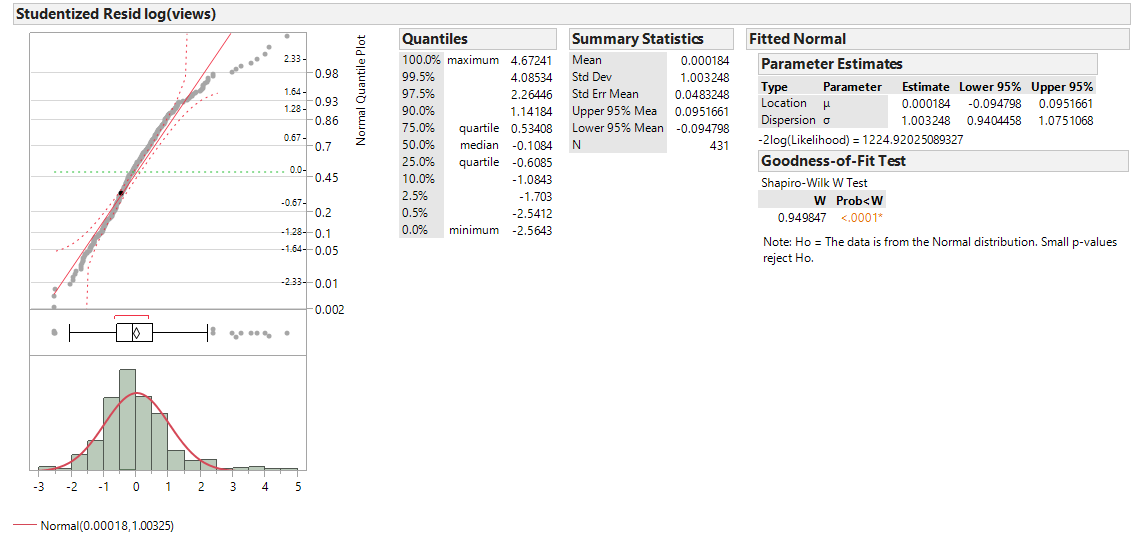 Studentized Resid log(views)
Normal Quantile Plot
2.33
1.64
1.28
0.67
0.0
-0.67
-1.28
-1.64
-2.33
0.98
0.93
0.86
0.7
0.45
0.2
0.1
0.05
0.01
0.002
-3 -2 -1 0 1 2 3 4 5
Normal(0.00018,1.00325)
Quantiles
100.0% maximum 4.67241
99.5% 4.08534
97.5% 2.26446
90.0% 1.14184
75.0% quartile 0.53408
50.0% median -0.1084
25.0% quartile -0.6085
10.0% -1.0843
2.5% -1.703
0.5% -2.5412
0.0% minimum -2.5643
Summary Statistics
Mean 0.000184
Std Dev 1.003248
Std Err Mean 0.0483248
Upper 95% Mea 0.0951661
Lower 95% Mean -0.094798
N 431
Fitted Normal
Parameter Estimates
Type Parameter Estimate Lower 95% Upper 95%
Location μ 0.000184 -0.094798 0.0951661
Dispersion σ 1.003248 0.9404458 1.0751068
-2log(Likelihood) = 1224.92025089327
Goodness-of-Fit Test
Shapiro-Wilk W Test
W Prob<W
0.949847 <.0001*
Note: Ho = The data is from the Normal distribution. Small p-values
reject Ho.